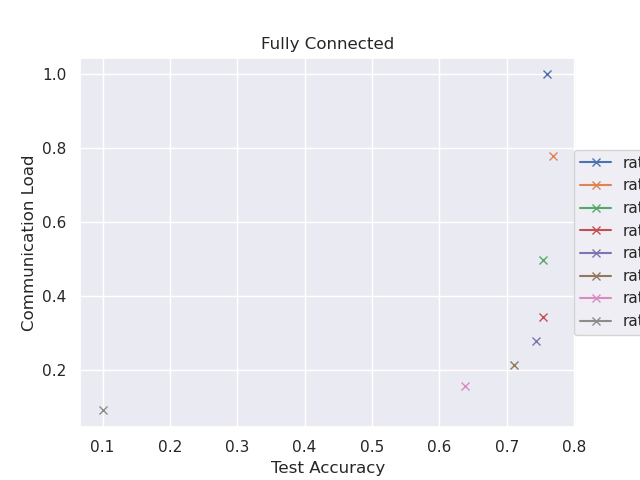 Fully Connected
Communication Load
1.0
0.8
0.6
0.4
0.2
0.1
0.2
0.3
0.4
0.5
0.6
0.7
0.8
Test Accuracy
rat
rat
rat
rat
rat
rat
rat
rat